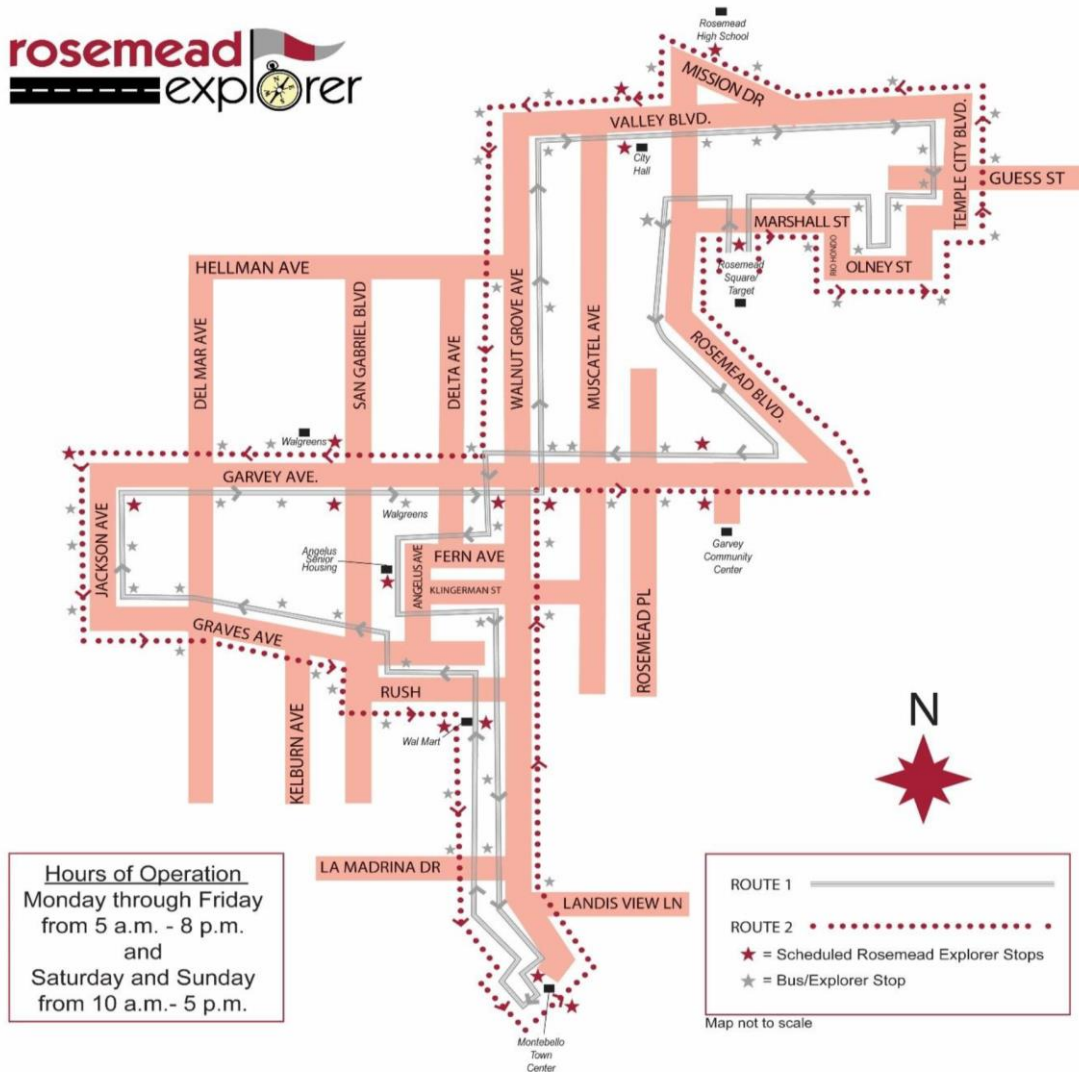 rosemead
explorer
Rosemead
High School
MISSION DR
VALLEY BLVD.
City
Hall
TEMPLE CITY BLVD.
GUESS ST
MARSHALL ST
RIO HONDO
OLNEY ST
Rosemead
Square/
Target
HELLMAN AVE
DEL MAR AVE
SAN GABRIEL BLVD
DELTA AVE
WALNUT GROVE AVE
MUSCATEL AVE
ROSEMEAD BLVD.
Walgreens
GARVEY AVE.
Walgreens
JACKSON AVE
Angelus
Senior
Housing
ANGELUS AVE
FERN AVE
KLINGERMAN ST
Garvey
Community
Center
ROSEMEAD PL
GRAVES AVE
RUSH
KELBURN AVE
Wal Mart
N
LA MADRINA DR
LANDIS VIEW LN
Montebello
Town
Center
Hours of Operation
Monday through Friday
from 5 a.m. - 8 p.m.
and
Saturday and Sunday
from 10 a.m.- 5 p.m.
ROUTE 1
ROUTE 2
= Scheduled Rosemead Explorer Stops
= Bus/Explorer Stop
Map not to scale